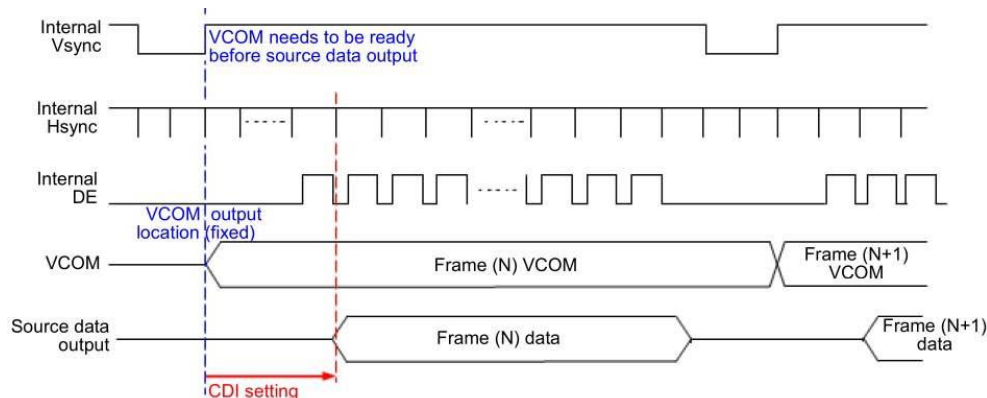 Internal
Vsync
VCOM needs to be ready
before source data output
Internal
Hsync
Internal
DE
VCOM output
location (fixed)
VCOM
Frame (N) VCOM
Frame (N+1)
VCOM
Source data
output
Frame (N) data
Frame (N+1)
data
CDI setting